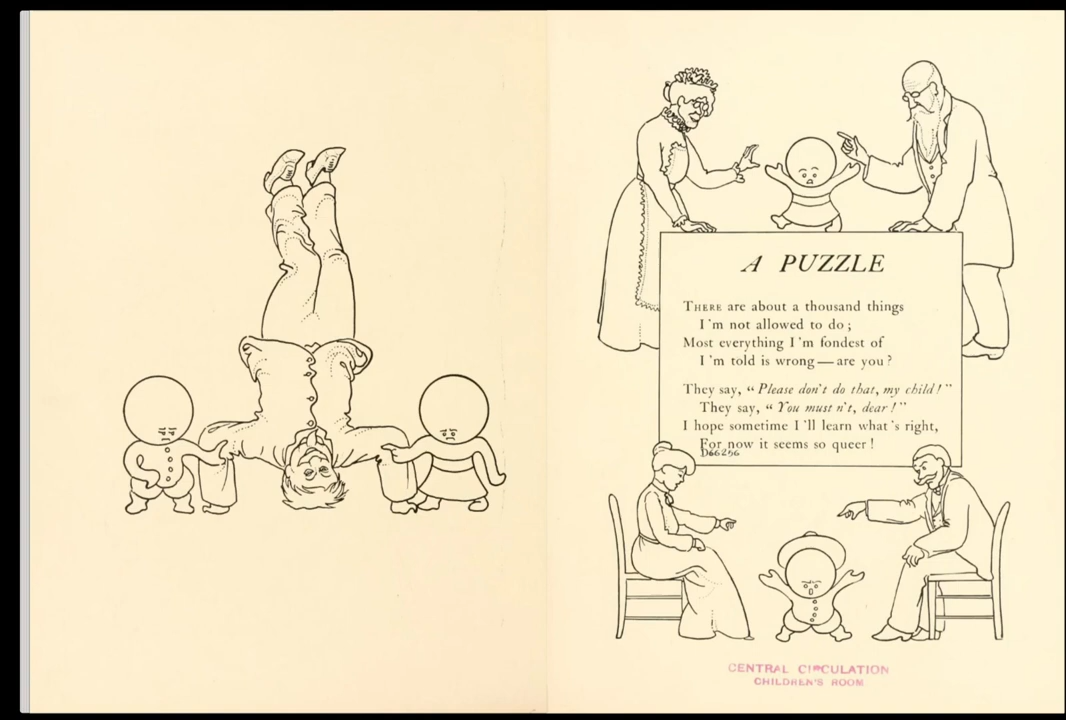 A PUZZLE
THERE are about a thousand things
I'm not allowed to do;
Most everything I'm fondest of
I'm told is wrong—are you?
They say, "Please don't do that, my child!"
They say, "You must n't, dear!"
I hope sometime I'll learn what's right,
For now it seems so queer!
D66256
CENTRAL CIRCULATION
CHILDREN'S ROOM